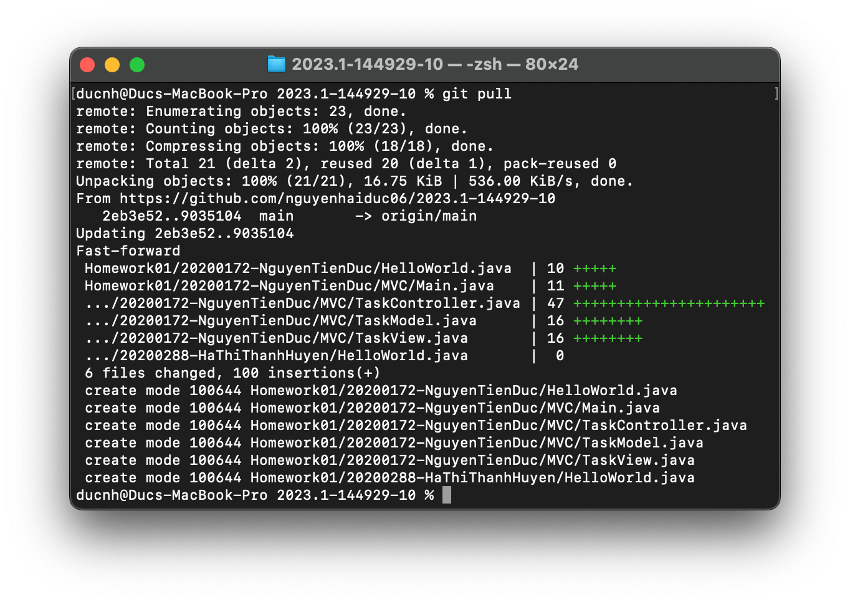 2023.1-144929-10 — -zsh — 80×24
[ducnh@Ducs-MacBook-Pro 2023.1-144929-10 % git pull ]
remote: Enumerating objects: 23, done.
remote: Counting objects: 100% (23/23), done.
remote: Compressing objects: 100% (18/18), done.
remote: Total 21 (delta 2), reused 20 (delta 1), pack-reused 0
Unpacking objects: 100% (21/21), 16.75 KiB | 536.00 KiB/s, done.
From https://github.com/nguyenhaiduc06/2023.1-144929-10
   2eb3e52..9035104  main       -> origin/main
Updating 2eb3e52..9035104
Fast-forward
 Homework01/20200172-NguyenTienDuc/HelloWorld.java  | 10 +++++
 Homework01/20200172-NguyenTienDuc/MVC/Main.java    | 11 +++++
 .../20200172-NguyenTienDuc/MVC/TaskController.java | 47 ++++++++++++++++++++++
 .../20200172-NguyenTienDuc/MVC/TaskModel.java      | 16 ++++++++
 .../20200172-NguyenTienDuc/MVC/TaskView.java       | 16 ++++++++
 .../20200288-HaThiThanhHuyen/HelloWorld.java       |  0
 6 files changed, 100 insertions(+)
 create mode 100644 Homework01/20200172-NguyenTienDuc/HelloWorld.java
 create mode 100644 Homework01/20200172-NguyenTienDuc/MVC/Main.java
 create mode 100644 Homework01/20200172-NguyenTienDuc/MVC/TaskController.java
 create mode 100644 Homework01/20200172-NguyenTienDuc/MVC/TaskModel.java
 create mode 100644 Homework01/20200172-NguyenTienDuc/MVC/TaskView.java
 create mode 100644 Homework01/20200288-HaThiThanhHuyen/HelloWorld.java
ducnh@Ducs-MacBook-Pro 2023.1-144929-10 %